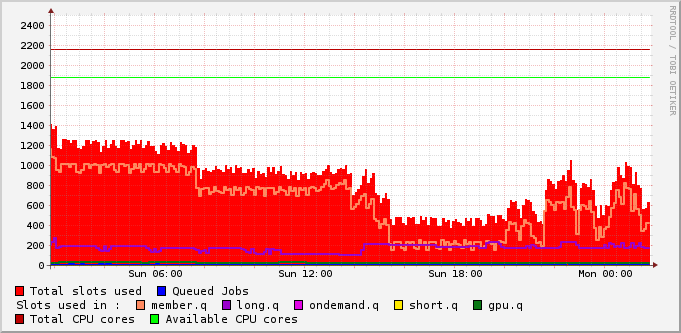 RRDTOOL / TOBI OETIKER
2400
2200
2000
1800
1600
1400
1200
1000
800
600
400
200
0
Sun 06:00 Sun 12:00 Sun 18:00 Mon 00:00
Total slots used Queued Jobs
Slots used in : member.q long.q ondemand.q short.q gpu.q
Total CPU cores Available CPU cores